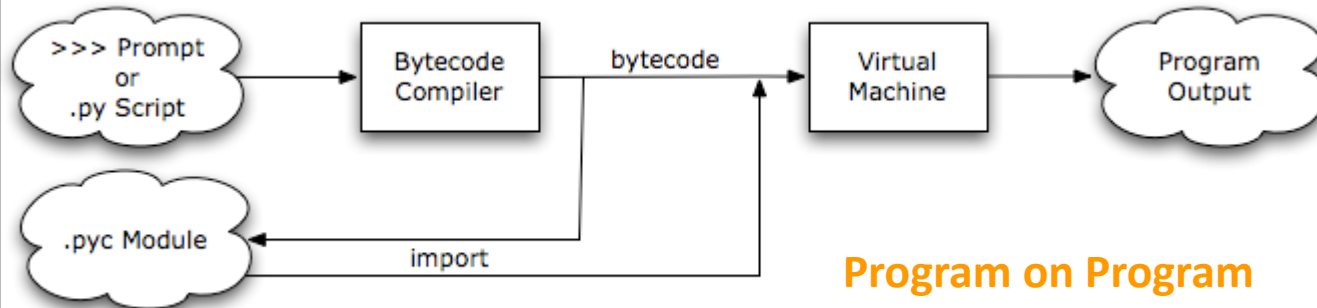 >>> Prompt
or
.py Script
Bytecode
Compiler
bytecode
Virtual
Machine
Program
Output
.pyc Module
import
Program on Program